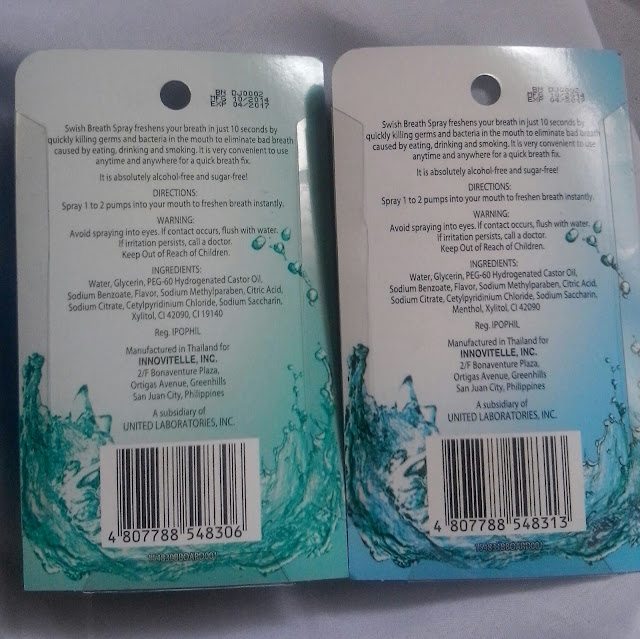 BN DJ0002
MFG 10/2014
EXP 04/2017
Swish Breath Spray freshens your breath in just 10 seconds by
quickly killing germs and bacteria in the mouth to eliminate bad breath
caused by eating, drinking and smoking. It is very convenient to use
anytime and anywhere for a quick breath fix.
It is absolutely alcohol-free and sugar-free!
DIRECTIONS:
Spray 1 to 2 pumps into your mouth to freshen breath instantly.
WARNING:
Avoid spraying into eyes. If contact occurs, flush with water.
If irritation persists, call a doctor.
Keep Out of Reach of Children.
INGREDIENTS:
Water, Glycerin, PEG-60 Hydrogenated Castor Oil,
Sodium Benzoate, Flavor, Sodium Methylparaben, Citric Acid,
Sodium Citrate, Cetylpyridinium Chloride, Sodium Saccharin,
Xylitol, CI 42090, CI 19140
Reg. IPOPHIL
Manufactured in Thailand for
INNOVITELLE, INC.
2/F Bonaventure Plaza,
Ortigas Avenue, Greenhills
San Juan City, Philippines
A subsidiary of
UNITED LABORATORIES, INC.
4 807788 548306
BN
MFG
EXP
Swish Breath Spray freshens your breath in just 10 seconds by
quickly killing germs and bacteria in the mouth to eliminate bad breath
caused by eating, drinking and smoking. It is very convenient to use
anytime and anywhere for a quick breath fix.
It is absolutely alcohol-free and sugar-free!
DIRECTIONS:
Spray 1 to 2 pumps into your mouth to freshen breath instantly.
WARNING:
Avoid spraying into eyes. If contact occurs, flush with water.
If irritation persists, call a doctor.
Keep Out of Reach of Children.
INGREDIENTS:
Water, Glycerin, PEG-60 Hydrogenated Castor Oil,
Sodium Benzoate, Flavor, Sodium Methylparaben, Citric Acid,
Sodium Citrate, Cetylpyridinium Chloride, Sodium Saccharin,
Menthol, Xylitol, CI 42090
Reg. IPOPHIL
Manufactured in Thailand for
INNOVITELLE, INC.
2/F Bonaventure Plaza,
Ortigas Avenue, Greenhills
San Juan City, Philippines
A subsidiary of
UNITED LABORATORIES, INC.
4 807788 548313